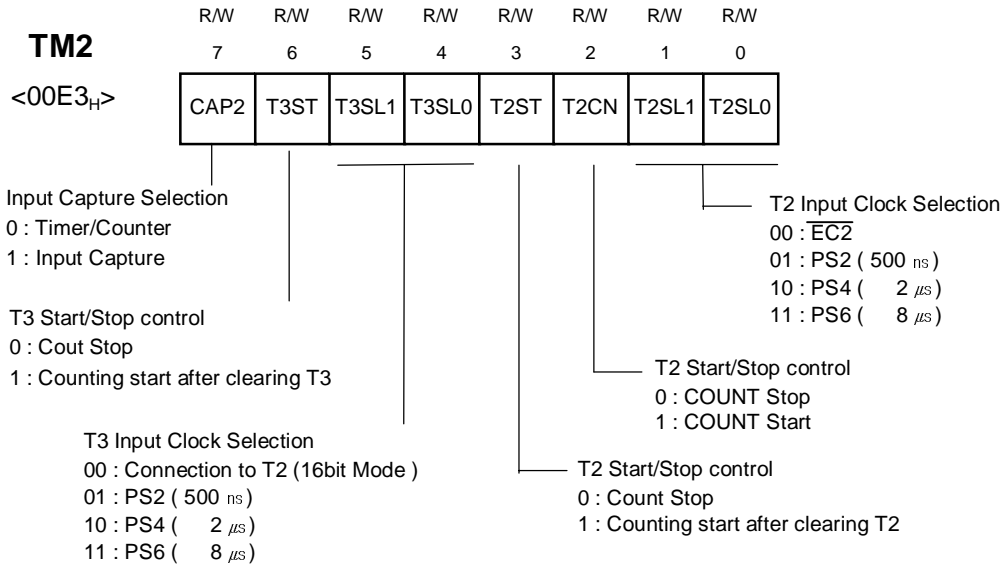 R/W R/W R/W R/W R/W R/W R/W R/W
TM2 7 6 5 4 3 2 1 0
<00E3H> CAP2 T3ST T3SL1 T3SL0 T2ST T2CN T2SL1 T2SL0
Input Capture Selection
0 : Timer/Counter
1 : Input Capture
T2 Input Clock Selection
00 : EC2
01 : PS2 ( 500 ns )
10 : PS4 ( 2 μs )
11 : PS6 ( 8 μs )
T3 Start/Stop control
0 : Cout Stop
1 : Counting start after clearing T3
T2 Start/Stop control
0 : COUNT Stop
1 : COUNT Start
T3 Input Clock Selection
00 : Connection to T2 (16bit Mode )
01 : PS2 ( 500 ns )
10 : PS4 ( 2 μs )
11 : PS6 ( 8 μs )
T2 Start/Stop control
0 : Count Stop
1 : Counting start after clearing T2